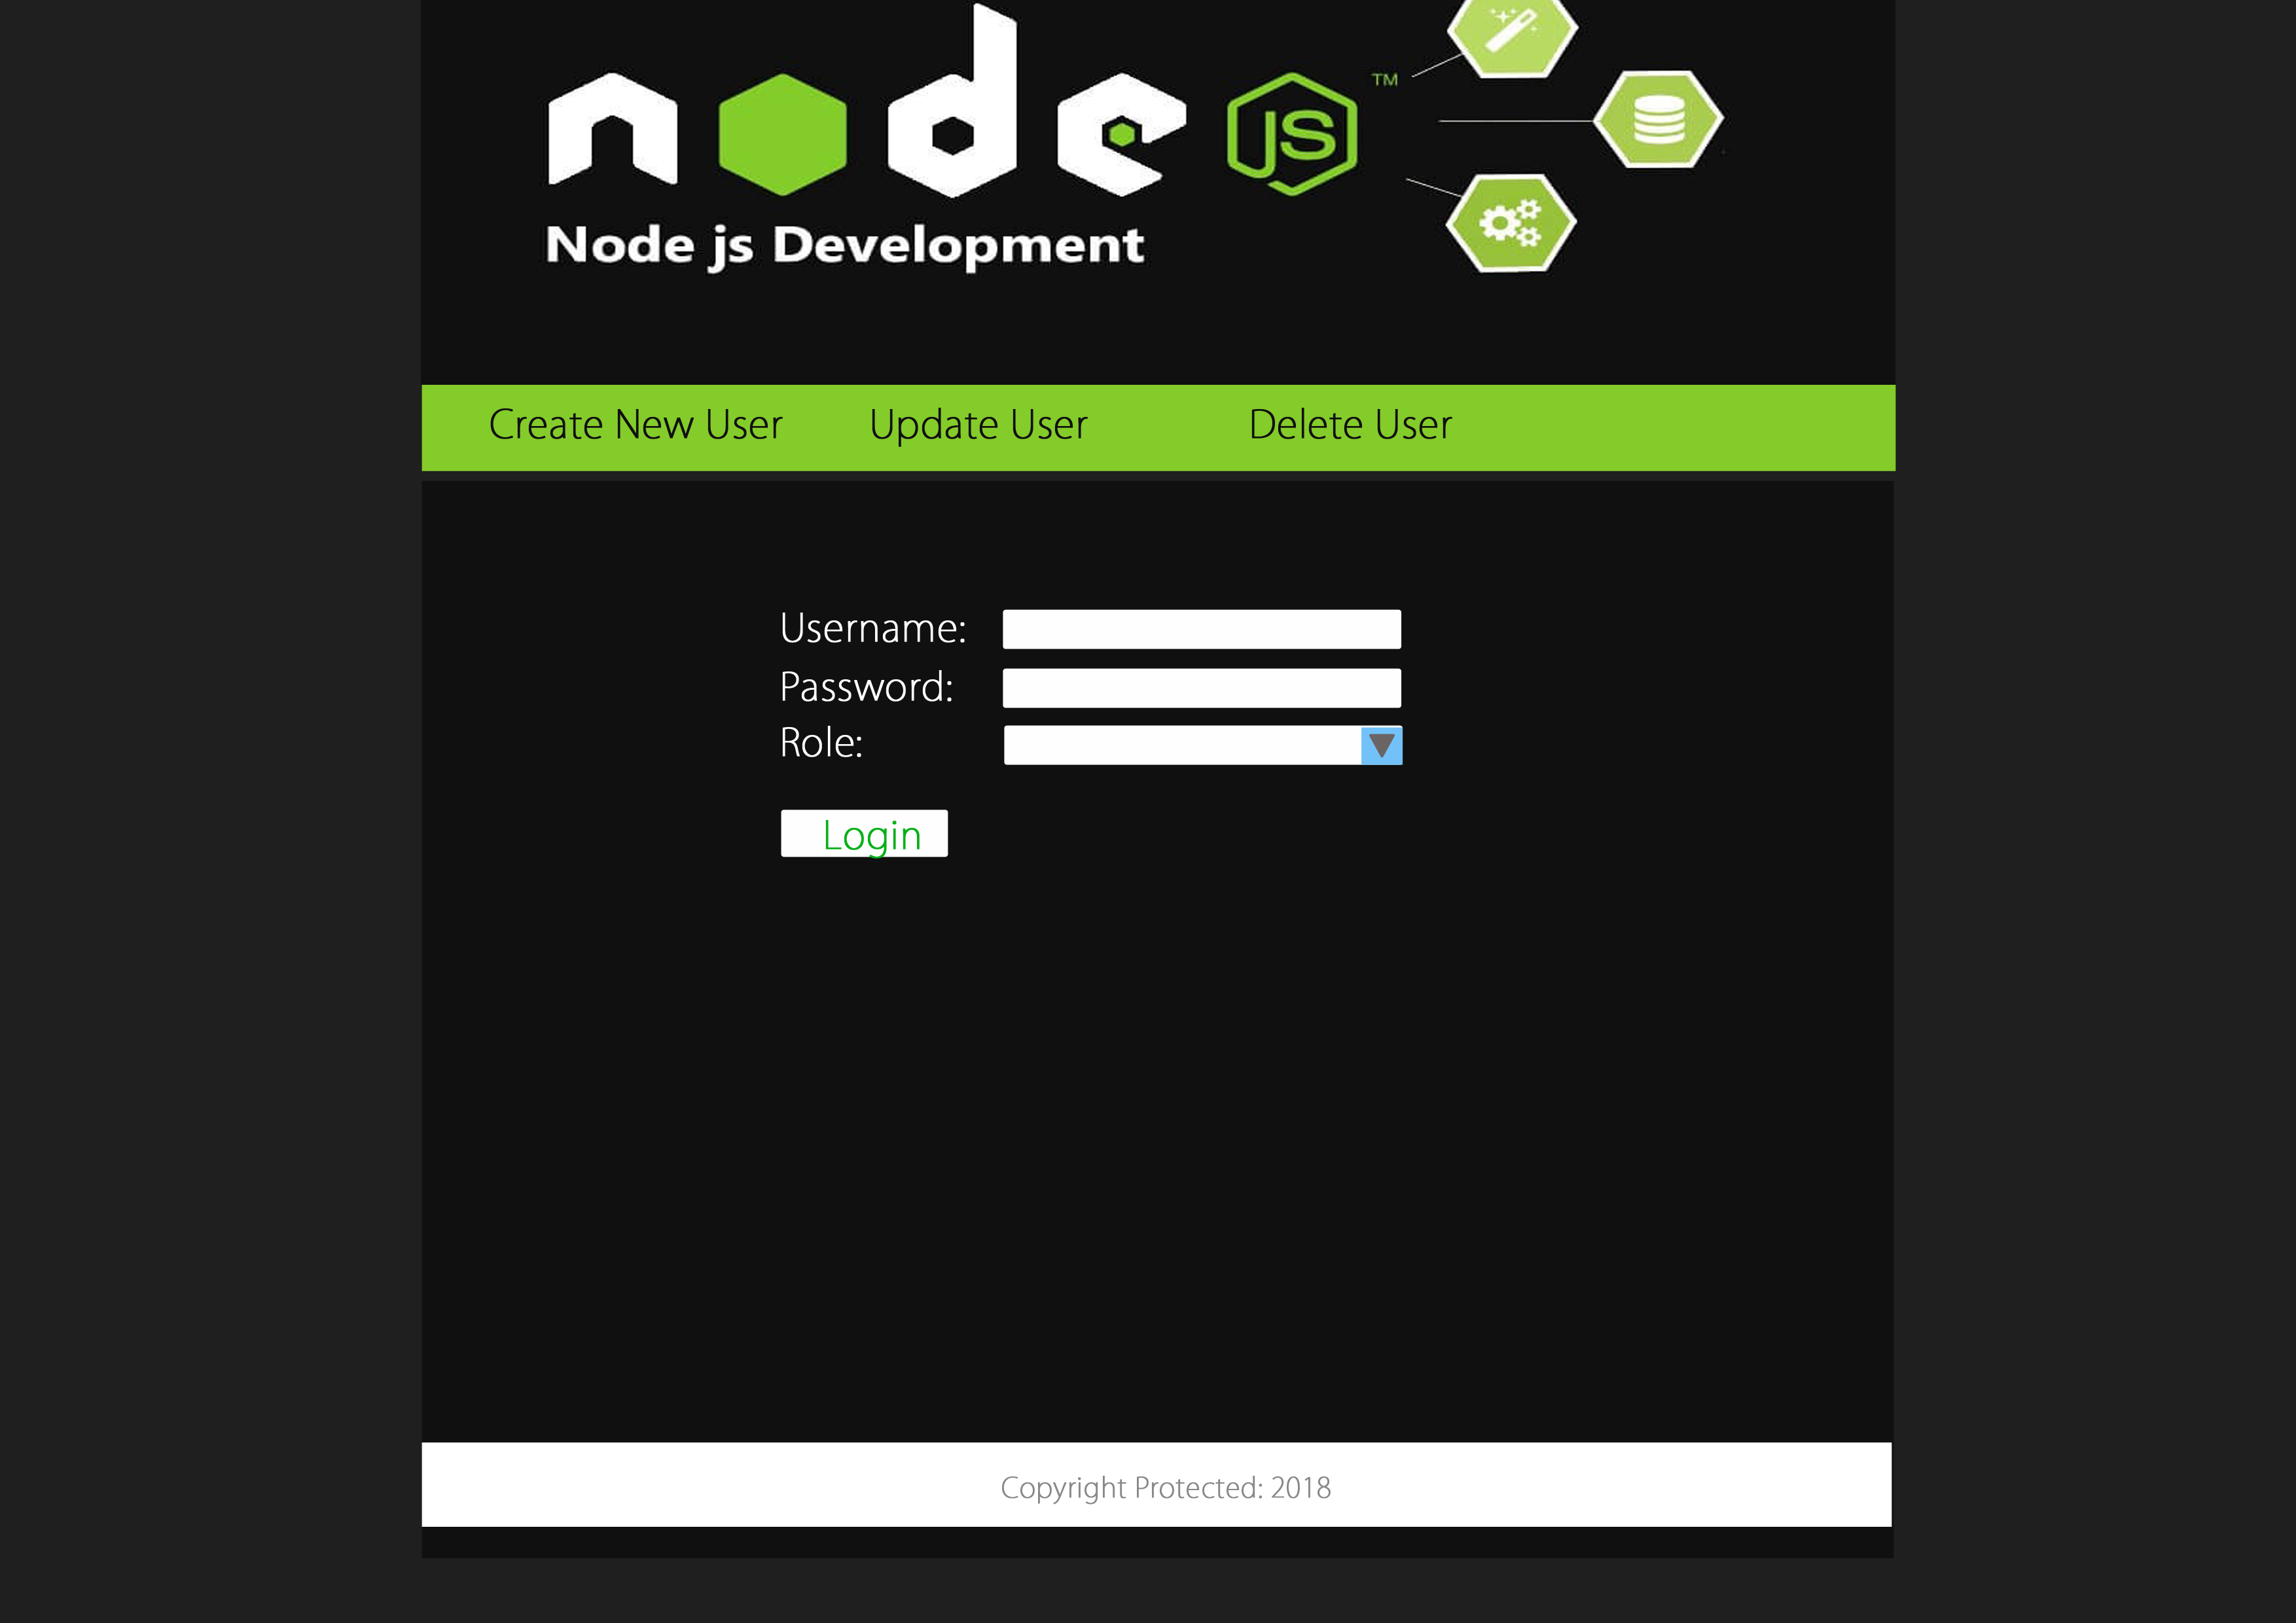 node JS ™
Node js Development
Create New User Update User Delete User
Username:
Password:
Role:
Login
Copyright Protected: 2018